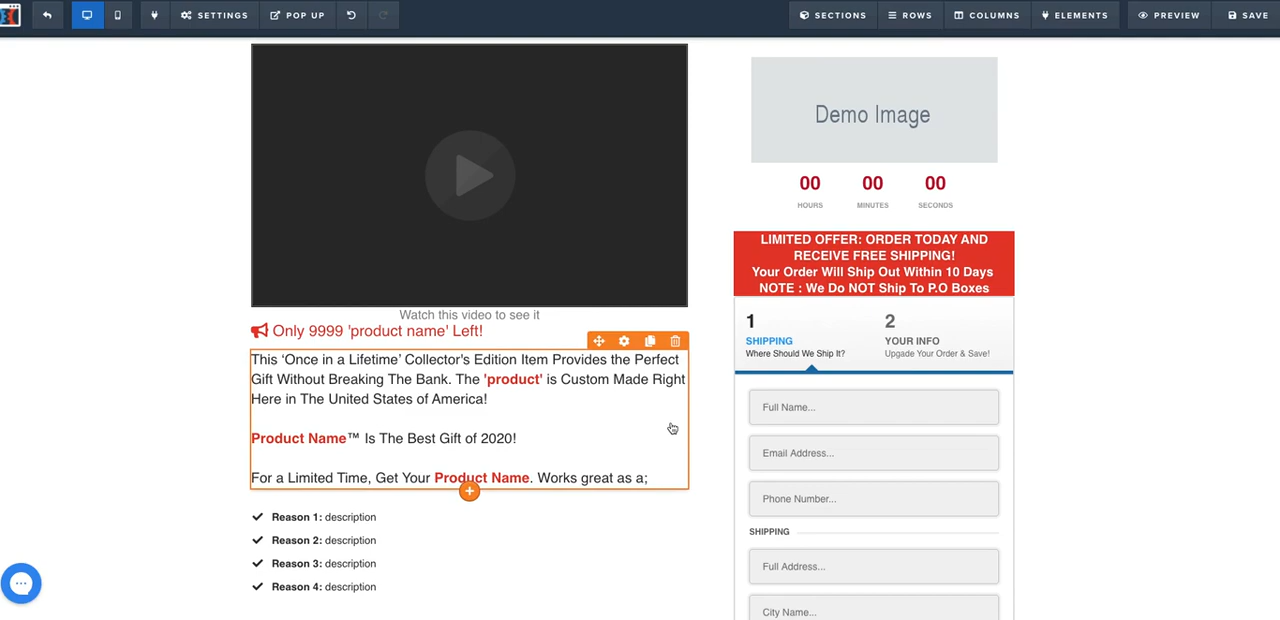 SETTINGS
POP UP
SECTIONS
ROWS
COLUMNS
ELEMENTS
PREVIEW
SAVE
Watch this video to see it
Only 9999 'product name' Left!
This ‘Once in a Lifetime’ Collector's Edition Item Provides the Perfect
Gift Without Breaking The Bank. The 'product' is Custom Made Right
Here in The United States of America!
Product Name™ Is The Best Gift of 2020!
For a Limited Time, Get Your Product Name. Works great as a;
Reason 1: description
Reason 2: description
Reason 3: description
Reason 4: description
Demo Image
00 00 00
HOURS MINUTES SECONDS
LIMITED OFFER: ORDER TODAY AND
RECEIVE FREE SHIPPING!
Your Order Will Ship Out Within 10 Days
NOTE : We Do NOT Ship To P.O Boxes
1
SHIPPING
Where Should We Ship It?
2
YOUR INFO
Upgade Your Order & Save!
Full Name...
Email Address...
Phone Number...
SHIPPING
Full Address...
City Name...